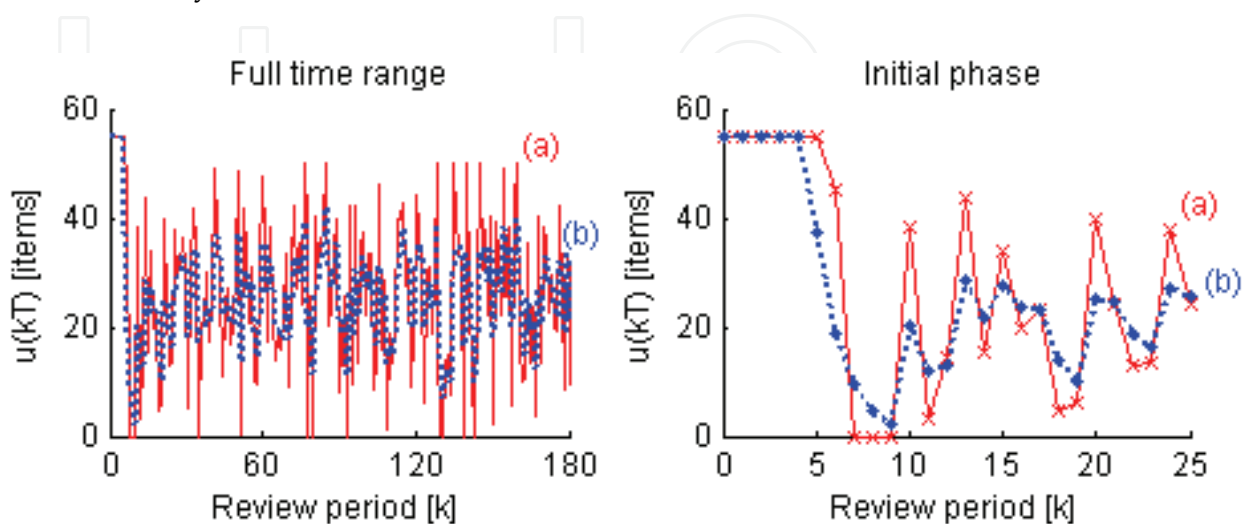 Full time range
60
40
20
0
0 60 120 180
u(kT) [items]
Review period [k]
(a)
(b)
Initial phase
60
40
20
0
0 5 10 15 20 25
u(kT) [items]
Review period [k]
(a)
(b)